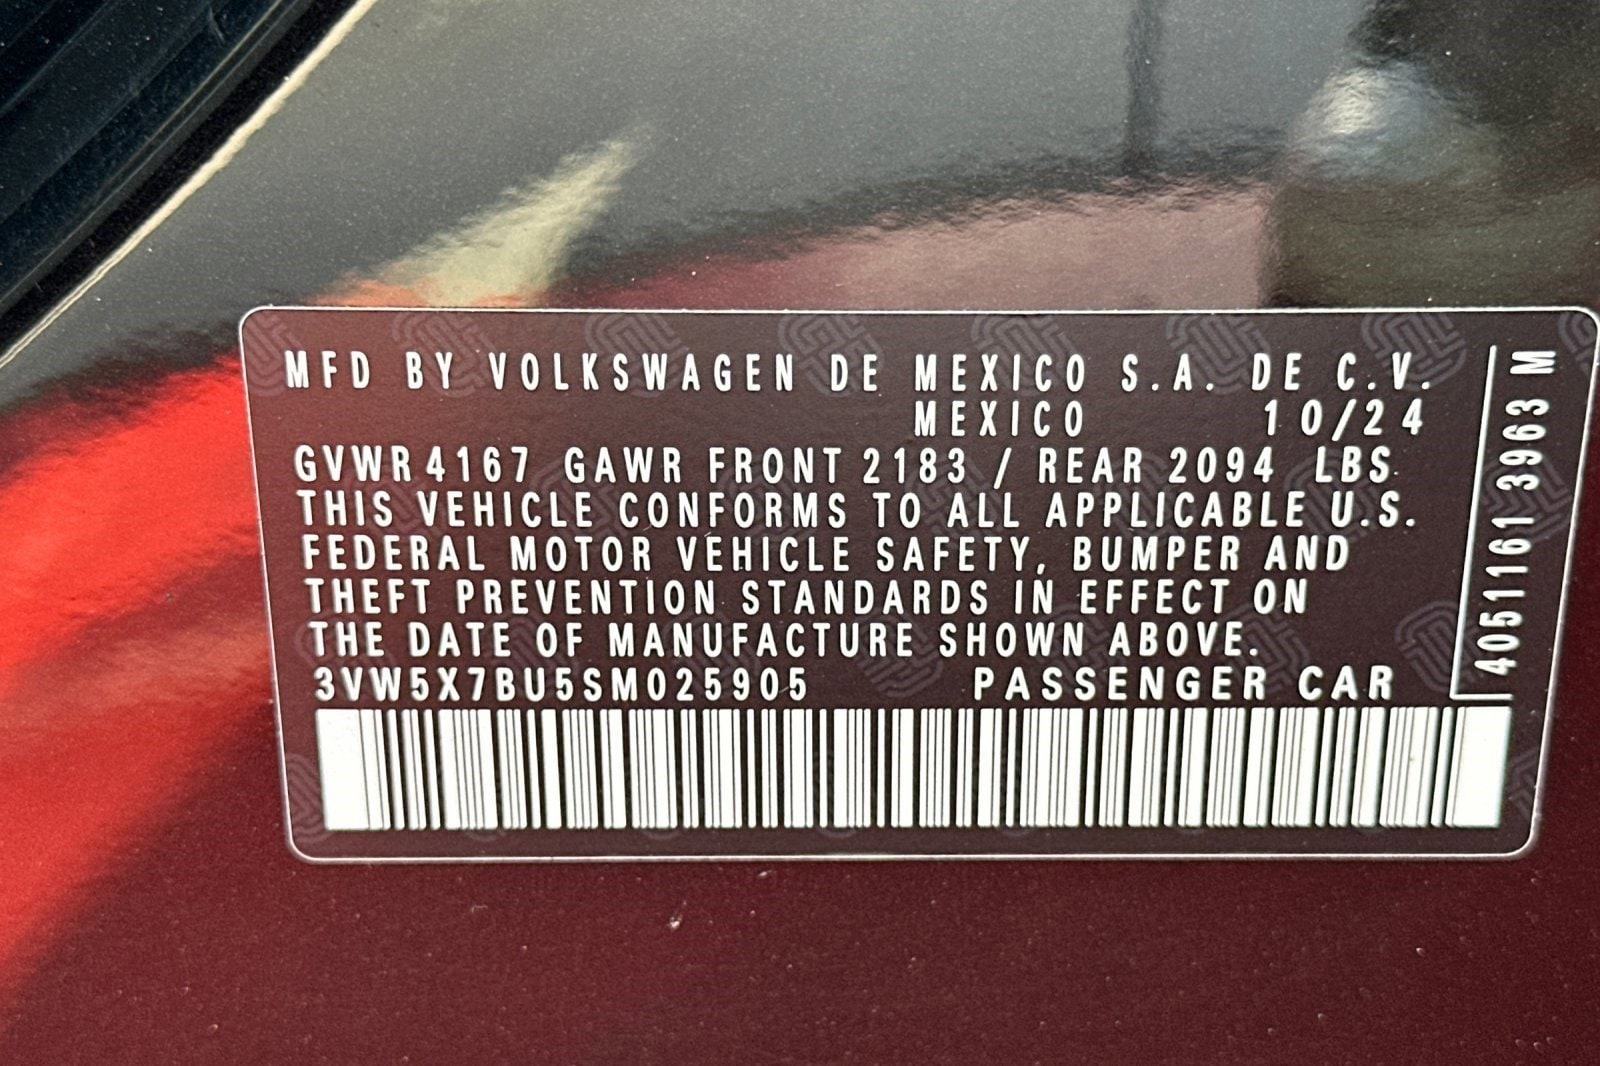 MFD BY VOLKSWAGEN DE MEXICO S.A. DE C.V.
MEXICO 10/24
GVWR 4167 GAWR FRONT 2183 / REAR 2094 LBS
THIS VEHICLE CONFORMS TO ALL APPLICABLE U.S.
FEDERAL MOTOR VEHICLE SAFETY, BUMPER AND
THEFT PREVENTION STANDARDS IN EFFECT ON
THE DATE OF MANUFACTURE SHOWN ABOVE.
3VW5X7BU5SM025905 PASSENGER CAR
4051161 3963 M